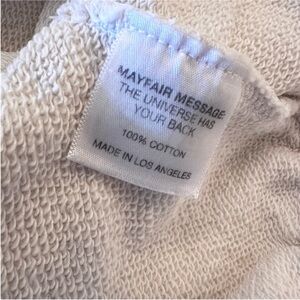 MAYFAIR MESSAGE:
THE UNIVERSE HAS
YOUR BACK
100% COTTON
MADE IN LOS ANGELES